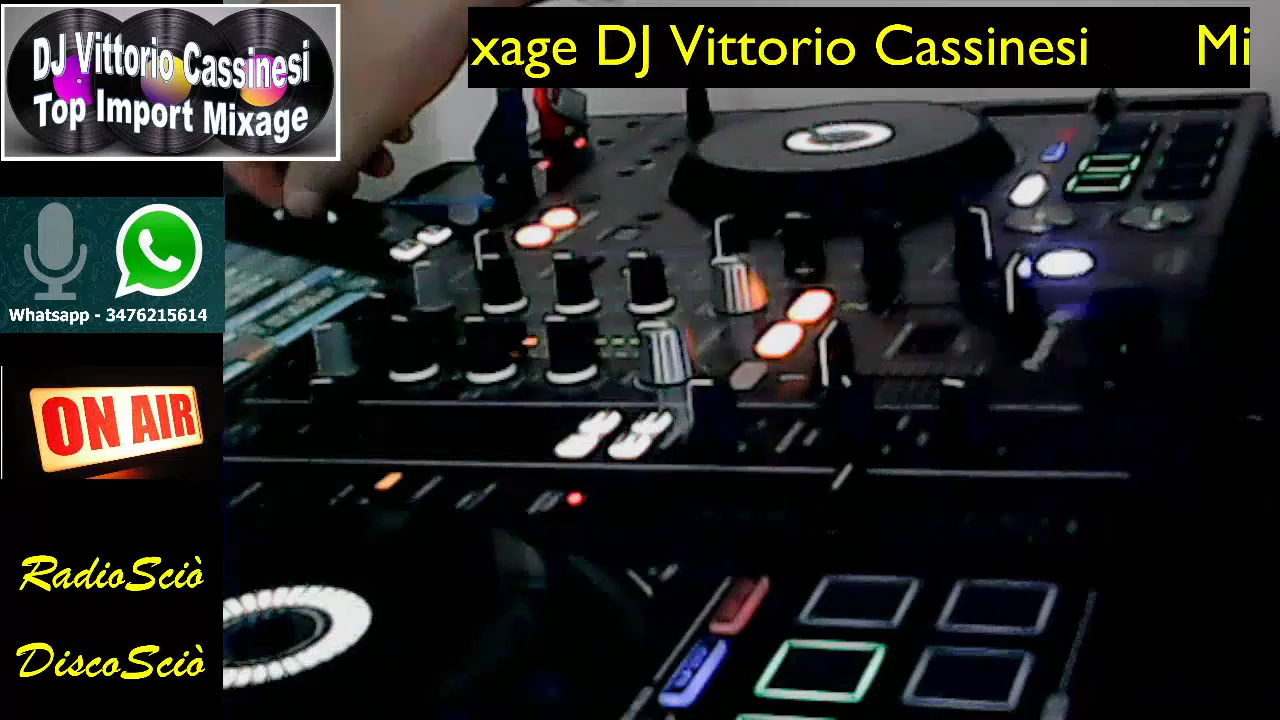 DJ Vittorio Cassinesi
Top Import Mixage
xage DJ Vittorio Cassinesi Mi
Whatsapp - 3476215614
ON AIR
RadioSciò
DiscoSciò